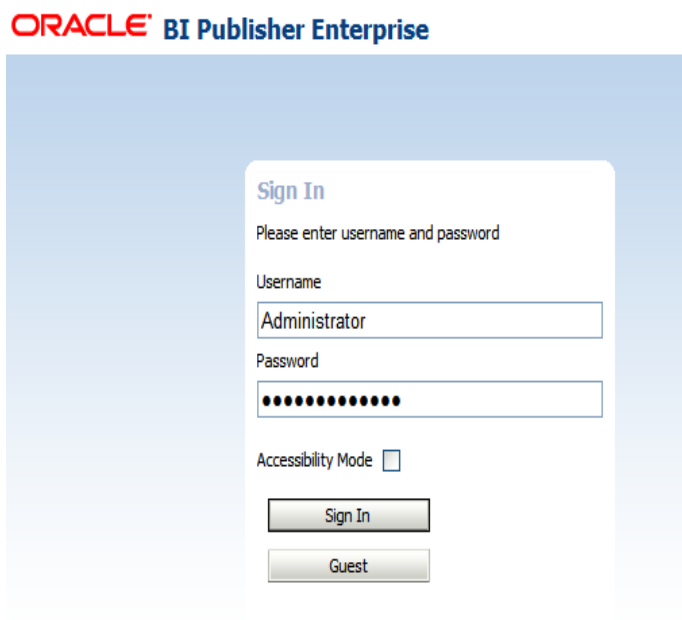 ORACLE BI Publisher Enterprise
Sign In
Please enter username and password
Username
Administrator
Password
•••••••••••••
Accessibility Mode
Sign In
Guest